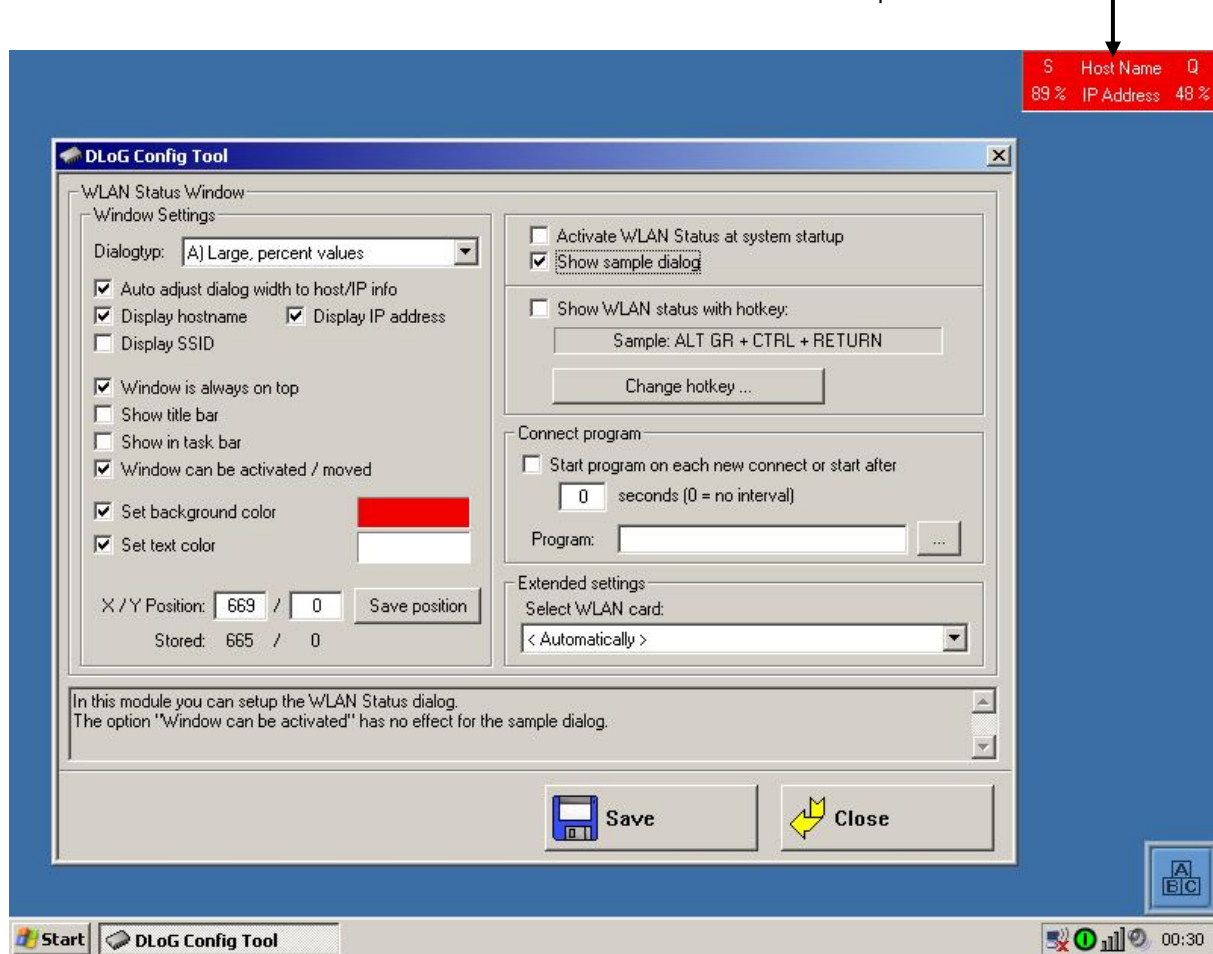 S Host Name Q
89 % IP Address 48 %
DLoG Config Tool
WLAN Status Window
Window Settings
Dialogtyp: A) Large, percent values
Auto adjust dialog width to host/IP info
Display hostname Display IP address
Display SSID
Window is always on top
Show title bar
Show in task bar
Window can be activated / moved
Set background color
Set text color
X / Y Position: 669 / 0 Save position
Stored: 665 / 0
Activate WLAN Status at system startup
Show sample dialog
Show WLAN status with hotkey:
Sample: ALT GR + CTRL + RETURN
Change hotkey ...
Connect program
Start program on each new connect or start after
0 seconds (0 = no interval)
Program: ...
Extended settings
Select WLAN card:
< Automatically >
In this module you can setup the WLAN Status dialog.
The option "Window can be activated" has no effect for the sample dialog.
Save Close
A
B C
Start DLoG Config Tool 00:30